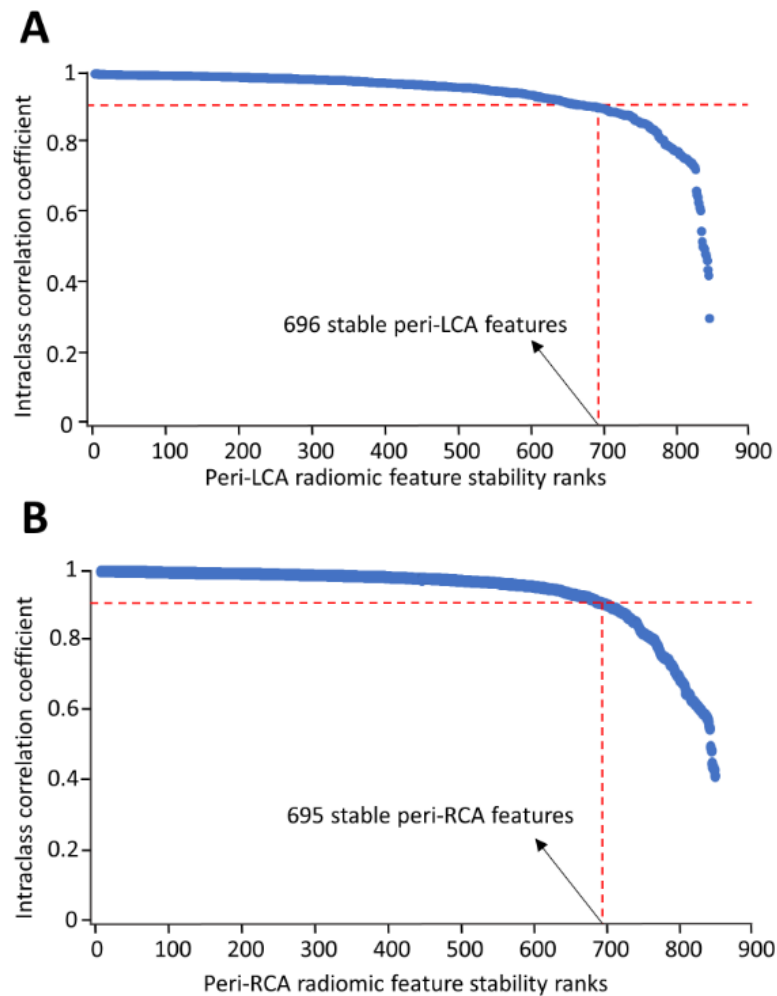 A
Intraclass correlation coefficient
1
0.8
0.6
0.4
0.2
0
696 stable peri-LCA features
0 100 200 300 400 500 600 700 800 900
Peri-LCA radiomic feature stability ranks
B
Intraclass correlation coefficient
1
0.8
0.6
0.4
0.2
0
695 stable peri-RCA features
0 100 200 300 400 500 600 700 800 900
Peri-RCA radiomic feature stability ranks